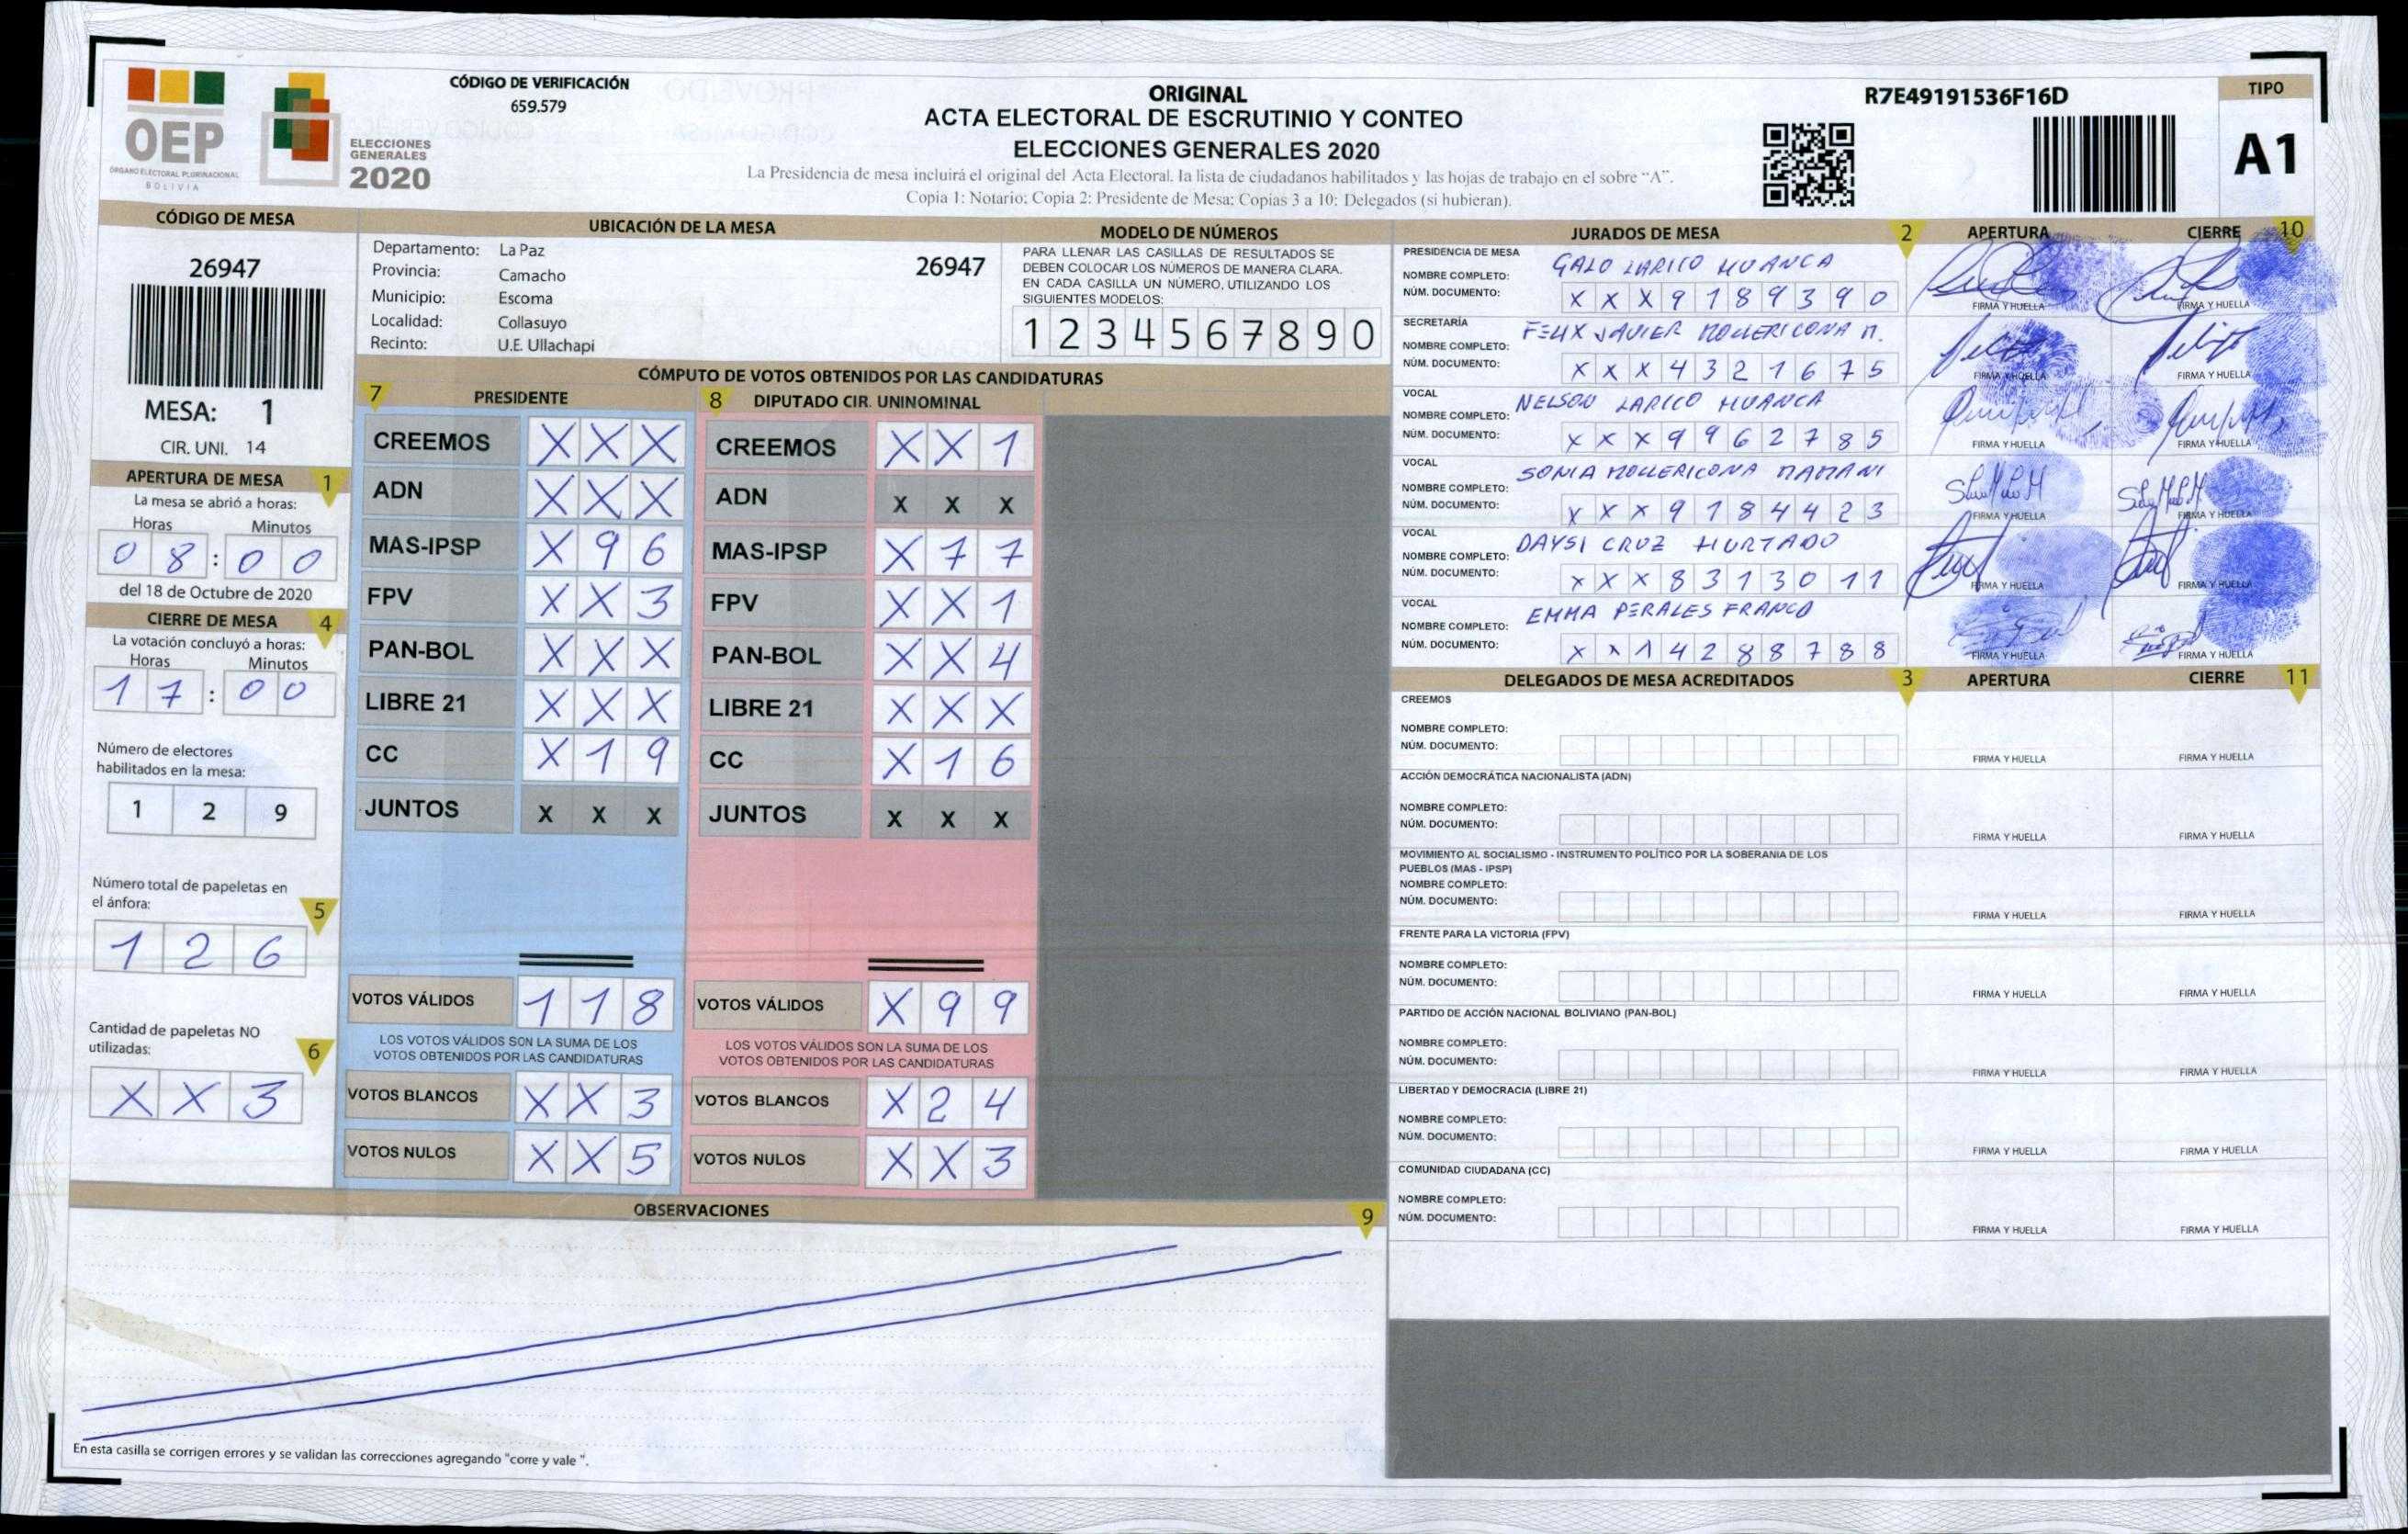 OEP
ÓRGANO ELECTORAL PLURINACIONAL
BOLIVIA
ELECCIONES
GENERALES
2020
CÓDIGO DE VERIFICACIÓN
659.579
ORIGINAL
ACTA ELECTORAL DE ESCRUTINIO Y CONTEO
ELECCIONES GENERALES 2020
La Presidencia de mesa incluirá el original del Acta Electoral, la lista de ciudadanos habilitados y las hojas de trabajo en el sobre “A”.
Copia 1: Notario; Copia 2: Presidente de Mesa; Copias 3 a 10: Delegados (si hubieran).
R7E49191536F16D
TIPO
A1
CÓDIGO DE MESA
26947
MESA: 1
CIR. UNI. 14
UBICACIÓN DE LA MESA
Departamento: La Paz
26947
Provincia: Camacho
Municipio: Escoma
Localidad: Collasuyo
Recinto: U.E. Ullachapi
MODELO DE NÚMEROS
PARA LLENAR LAS CASILLAS DE RESULTADOS SE
DEBEN COLOCAR LOS NÚMEROS DE MANERA CLARA.
EN CADA CASILLA UN NÚMERO, UTILIZANDO LOS
SIGUIENTES MODELOS:
1 2 3 4 5 6 7 8 9 0
APERTURA DE MESA 1
La mesa se abrió a horas:
Horas Minutos
0 8 : 0 0
del 18 de Octubre de 2020
CIERRE DE MESA 4
La votación concluyó a horas:
Horas Minutos
1 7 : 0 0
Número de electores
habilitados en la mesa:
1 2 9
Número total de papeletas en
el ánfora: 5
1 2 6
Cantidad de papeletas NO
utilizadas: 6
X X 3
CÓMPUTO DE VOTOS OBTENIDOS POR LAS CANDIDATURAS
7 PRESIDENTE
CREEMOS X X X
ADN X X X
MAS-IPSP X 9 6
FPV X X 3
PAN-BOL X X X
LIBRE 21 X X X
CC X 1 9
JUNTOS X X X
VOTOS VÁLIDOS 1 1 8
LOS VOTOS VÁLIDOS SON LA SUMA DE LOS
VOTOS OBTENIDOS POR LAS CANDIDATURAS
VOTOS BLANCOS X X 3
VOTOS NULOS X X 5
8 DIPUTADO CIR. UNINOMINAL
CREEMOS X X 1
ADN X X X
MAS-IPSP X 7 7
FPV X X 1
PAN-BOL X X 4
LIBRE 21 X X X
CC X 1 6
JUNTOS X X X
VOTOS VÁLIDOS X 9 9
LOS VOTOS VÁLIDOS SON LA SUMA DE LOS
VOTOS OBTENIDOS POR LAS CANDIDATURAS
VOTOS BLANCOS X 2 4
VOTOS NULOS X X 3
OBSERVACIONES 9
En esta casilla se corrigen errores y se validan las correcciones agregando "corre y vale ".
JURADOS DE MESA 2 APERTURA CIERRE 10
PRESIDENCIA DE MESA
NOMBRE COMPLETO: GALO LARICO HUANCA
NÚM. DOCUMENTO: X X X 9 1 8 9 3 9 0
FIRMA Y HUELLA FIRMA Y HUELLA
SECRETARÍA
NOMBRE COMPLETO: FELIX JAVIER MOLLERICONA M.
NÚM. DOCUMENTO: X X X 4 3 2 1 6 7 5
FIRMA Y HUELLA FIRMA Y HUELLA
VOCAL
NOMBRE COMPLETO: NELSON LARICO HUANCA
NÚM. DOCUMENTO: X X X 9 9 6 2 7 8 5
FIRMA Y HUELLA FIRMA Y HUELLA
VOCAL
NOMBRE COMPLETO: SONIA MOLLERICONA MAMANI
NÚM. DOCUMENTO: X X X 9 1 8 4 4 2 3
FIRMA Y HUELLA FIRMA Y HUELLA
VOCAL
NOMBRE COMPLETO: DAYSI CRUZ HURTADO
NÚM. DOCUMENTO: X X X 8 3 1 3 0 1 1
FIRMA Y HUELLA FIRMA Y HUELLA
VOCAL
NOMBRE COMPLETO: EMMA PERALES FRANCO
NÚM. DOCUMENTO: X X 1 4 2 8 8 7 8 8
FIRMA Y HUELLA FIRMA Y HUELLA
DELEGADOS DE MESA ACREDITADOS 3 APERTURA CIERRE 11
CREEMOS
NOMBRE COMPLETO:
NÚM. DOCUMENTO:
FIRMA Y HUELLA FIRMA Y HUELLA
ACCIÓN DEMOCRÁTICA NACIONALISTA (ADN)
NOMBRE COMPLETO:
NÚM. DOCUMENTO:
FIRMA Y HUELLA FIRMA Y HUELLA
MOVIMIENTO AL SOCIALISMO - INSTRUMENTO POLÍTICO POR LA SOBERANIA DE LOS
PUEBLOS (MAS - IPSP)
NOMBRE COMPLETO:
NÚM. DOCUMENTO:
FIRMA Y HUELLA FIRMA Y HUELLA
FRENTE PARA LA VICTORIA (FPV)
NOMBRE COMPLETO:
NÚM. DOCUMENTO:
FIRMA Y HUELLA FIRMA Y HUELLA
PARTIDO DE ACCIÓN NACIONAL BOLIVIANO (PAN-BOL)
NOMBRE COMPLETO:
NÚM. DOCUMENTO:
FIRMA Y HUELLA FIRMA Y HUELLA
LIBERTAD Y DEMOCRACIA (LIBRE 21)
NOMBRE COMPLETO:
NÚM. DOCUMENTO:
FIRMA Y HUELLA FIRMA Y HUELLA
COMUNIDAD CIUDADANA (CC)
NOMBRE COMPLETO:
NÚM. DOCUMENTO:
FIRMA Y HUELLA FIRMA Y HUELLA